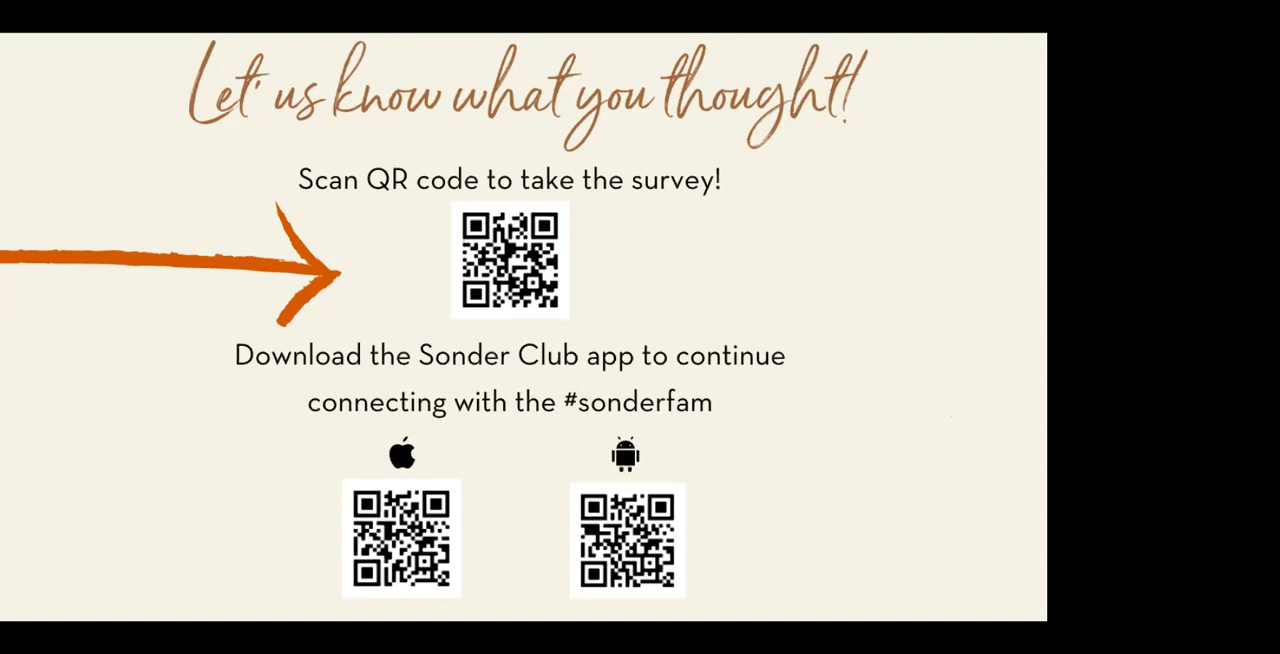 Let' us know what you thought!
Scan QR code to take the survey!
Download the Sonder Club app to continue
connecting with the #sonderfam